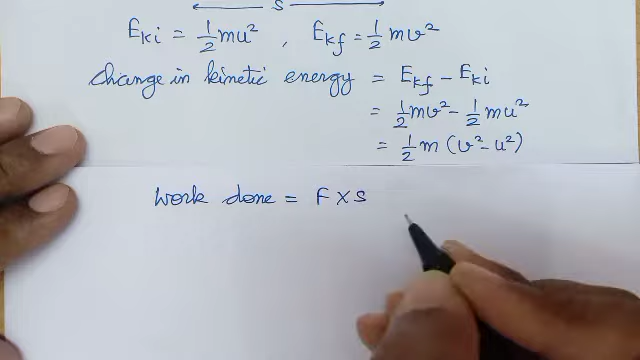 S
Eki = 1/2 mu², Ekf = 1/2 mv²
change in kinetic energy = Ekf - Eki
= 1/2 mv² - 1/2 mu²
= 1/2 m (v² - u²)
Work done = F X S